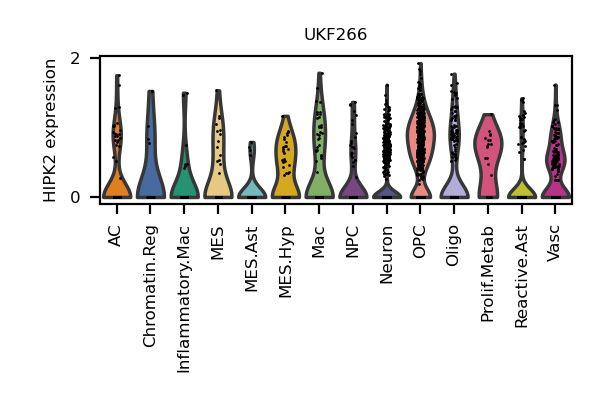 UKF266
HIPK2 expression
2
0
AC
Chromatin.Reg
Inflammatory.Mac
MES
MES.Ast
MES.Hyp
Mac
NPC
Neuron
OPC
Oligo
Prolif.Metab
Reactive.Ast
Vasc